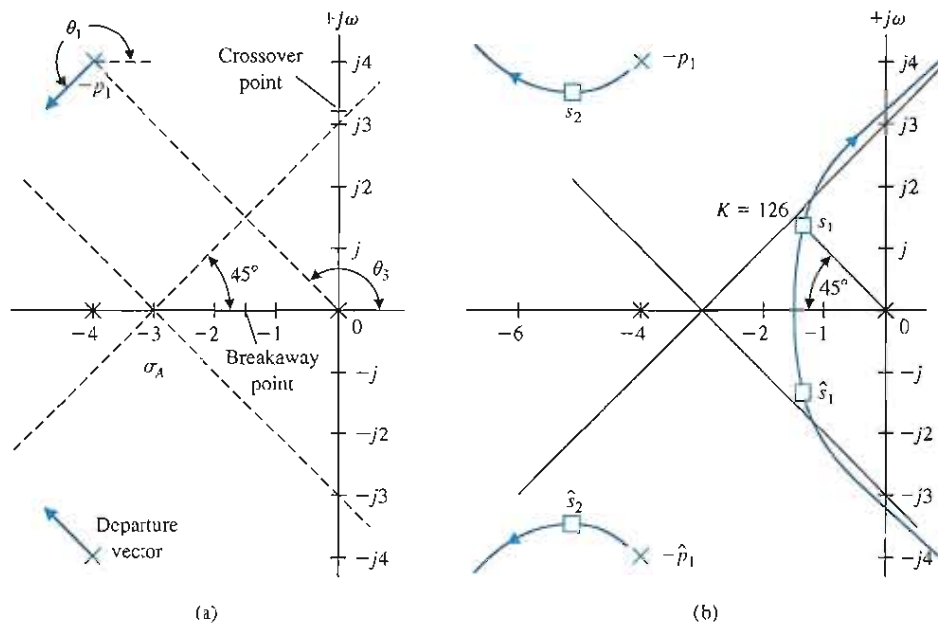 +jω
θ₁
Crossover
point
j4
−p₁
j3
j2
j
45°
θ₃
−4
−3
−2
−1
0
σ_A
Breakaway
point
−j
−j2
−j3
Departure
vector
−j4
(a)
+jω
−p₁
j4
s₂
j3
j2
K = 126
s₁
j
45°
−6
−4
−2
−1
0
ŝ₁
−j
−j2
ŝ₂
−j3
−p̂₁
−j4
(b)